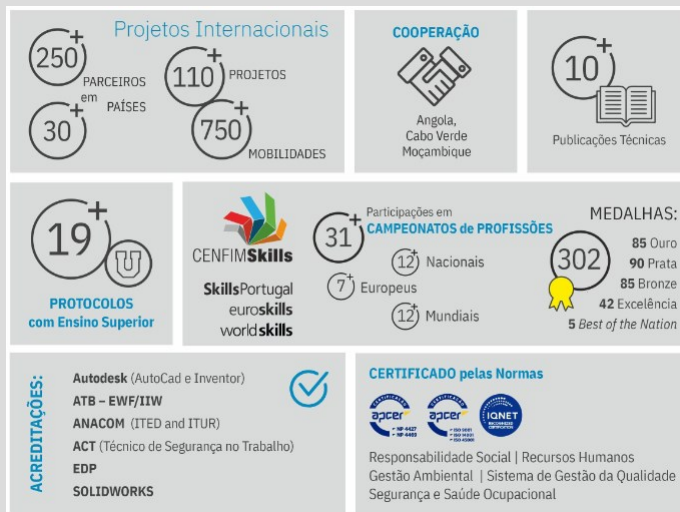 Projetos Internacionais
250+
PARCEIROS
em
30+
PAÍSES
110+
PROJETOS
750+
MOBILIDADES
COOPERAÇÃO
Angola,
Cabo Verde
Moçambique
10+
Publicações Técnicas
19+
U
PROTOCOLOS
com Ensino Superior
CENFIMSkills
SkillsPortugal
euroskills
worldskills
31+
Participações em
CAMPEONATOS de PROFISSÕES
12+ Nacionais
7+ Europeus
12+ Mundiais
MEDALHAS:
302
85 Ouro
90 Prata
85 Bronze
42 Excelência
5 Best of the Nation
ACREDITAÇÕES:
Autodesk (AutoCad e Inventor)
ATB – EWF/IIW
ANACOM (ITED and ITUR)
ACT (Técnico de Segurança no Trabalho)
EDP
SOLIDWORKS
CERTIFICADO pelas Normas
apcer
apcer
IQNET
Responsabilidade Social | Recursos Humanos
Gestão Ambiental | Sistema de Gestão da Qualidade
Segurança e Saúde Ocupacional